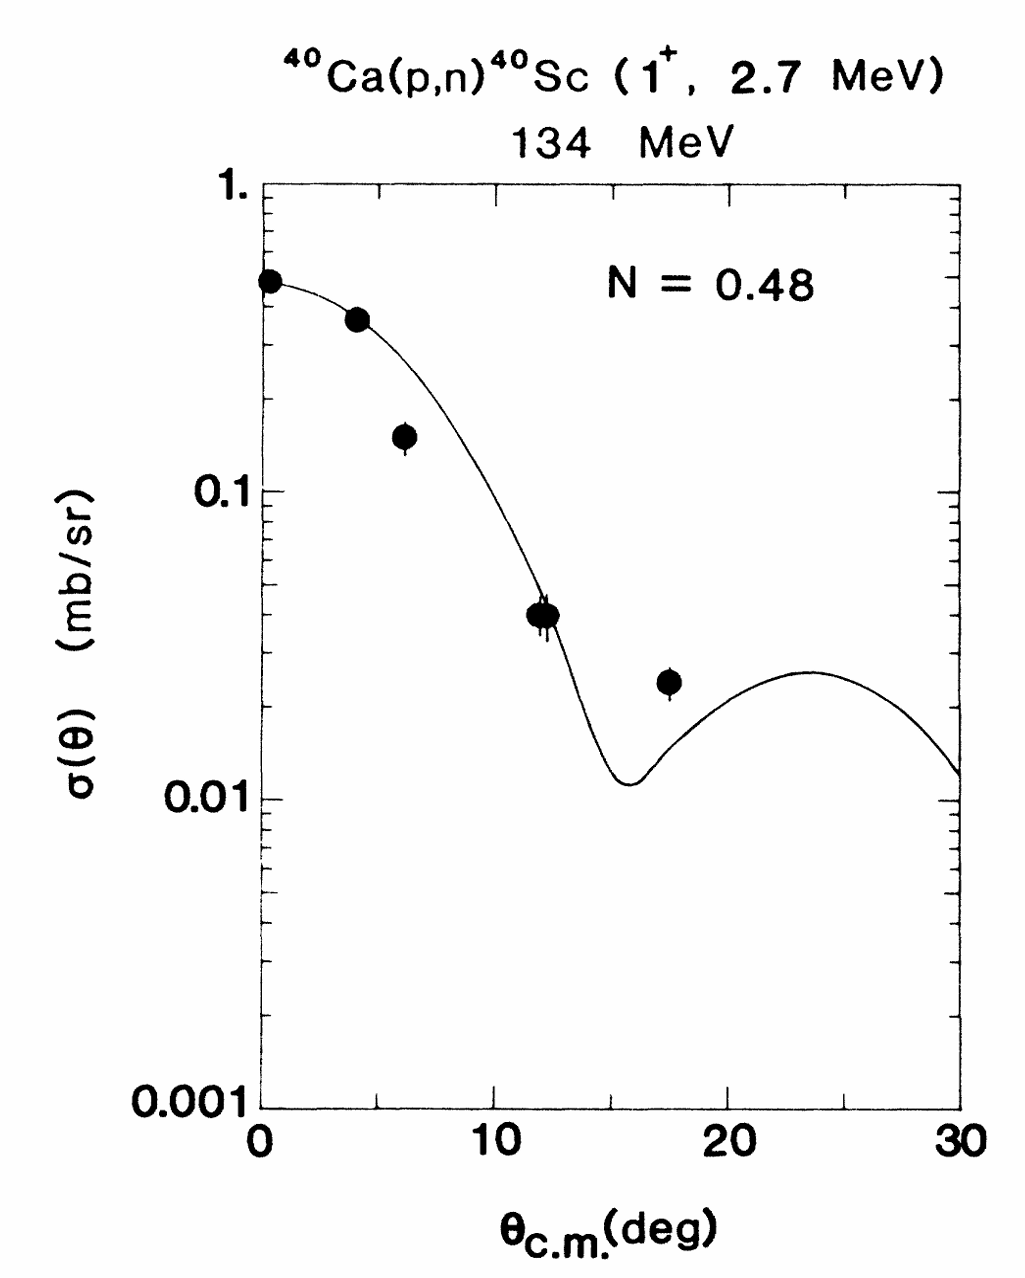 ⁴⁰Ca(p,n)⁴⁰Sc (1⁺, 2.7 MeV)
134 MeV
1.
N = 0.48
0.1
σ(θ) (mb/sr)
0.01
0.001
0 10 20 30
θc.m.(deg)